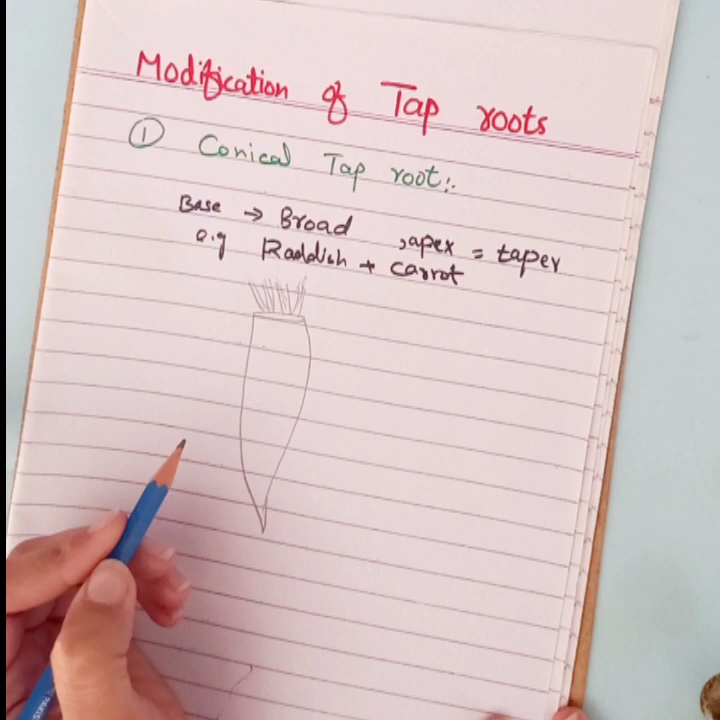 Modification of Tap roots
① Conical Tap root:.
Base → Broad , apex = taper
e.g Raddish + carrot